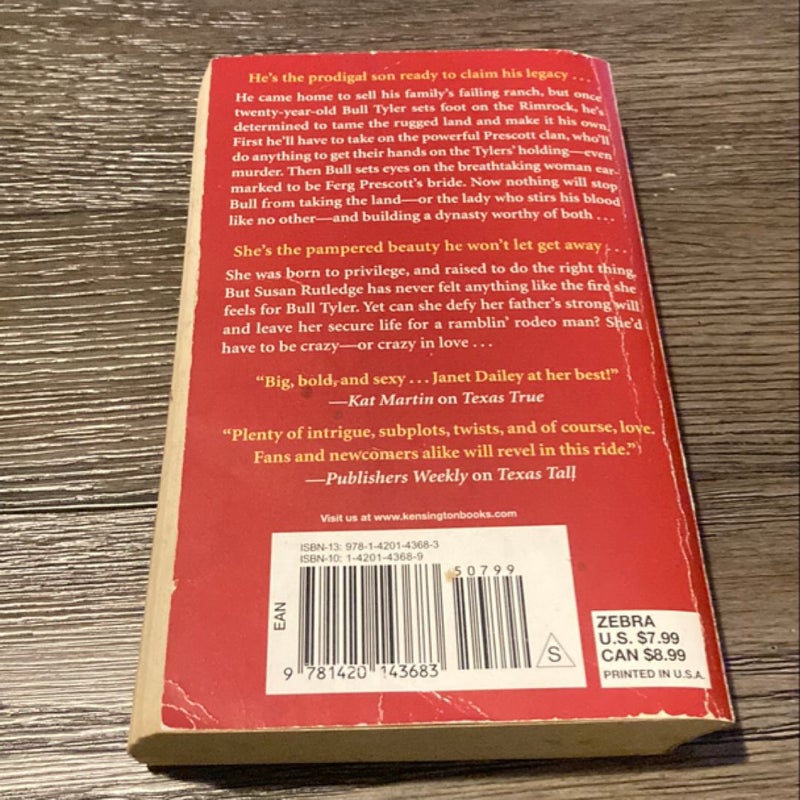 He's the prodigal son ready to claim his legacy . . .
He came home to sell his family's failing ranch, but once
twenty-year-old Bull Tyler sets foot on the Rimrock, he's
determined to tame the rugged land and make it his own.
First he'll have to take on the powerful Prescott clan, who'll
do anything to get their hands on the Tylers' holding—even
murder. Then Bull sets eyes on the breathtaking woman ear-
marked to be Ferg Prescott's bride. Now nothing will stop
Bull from taking the land—or the lady who stirs his blood
like no other—and building a dynasty worthy of both . . .
She's the pampered beauty he won't let get away . . .
She was born to privilege, and raised to do the right thing.
But Susan Rutledge has never felt anything like the fire she
feels for Bull Tyler. Yet can she defy her father's strong will
and leave her secure life for a ramblin' rodeo man? She'd
have to be crazy—or crazy in love . . .
"Big, bold, and sexy . . . Janet Dailey at her best!"
—Kat Martin on Texas True
"Plenty of intrigue, subplots, twists, and of course, love.
Fans and newcomers alike will revel in this ride."
—Publishers Weekly on Texas Tall
Visit us at www.kensingtonbooks.com
ISBN-13: 978-1-4201-4368-3
ISBN-10: 1-4201-4368-9
50799
EAN
S
9 781420 143683
ZEBRA
U.S. $7.99
CAN $8.99
PRINTED IN U.S.A.